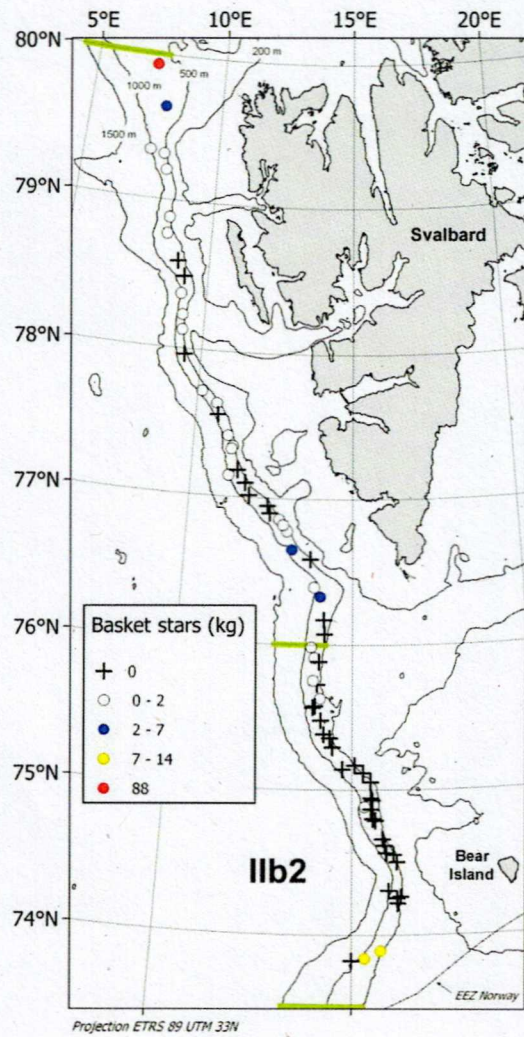 5°E 10°E 15°E 20°E
80°N
200 m
500 m
1000 m
1500 m
79°N
Svalbard
78°N
77°N
76°N
Basket stars (kg)
0
0 - 2
2 - 7
7 - 14
88
75°N
Bear
Island
IIb2
74°N
EEZ Norway
Projection ETRS 89 UTM 33N